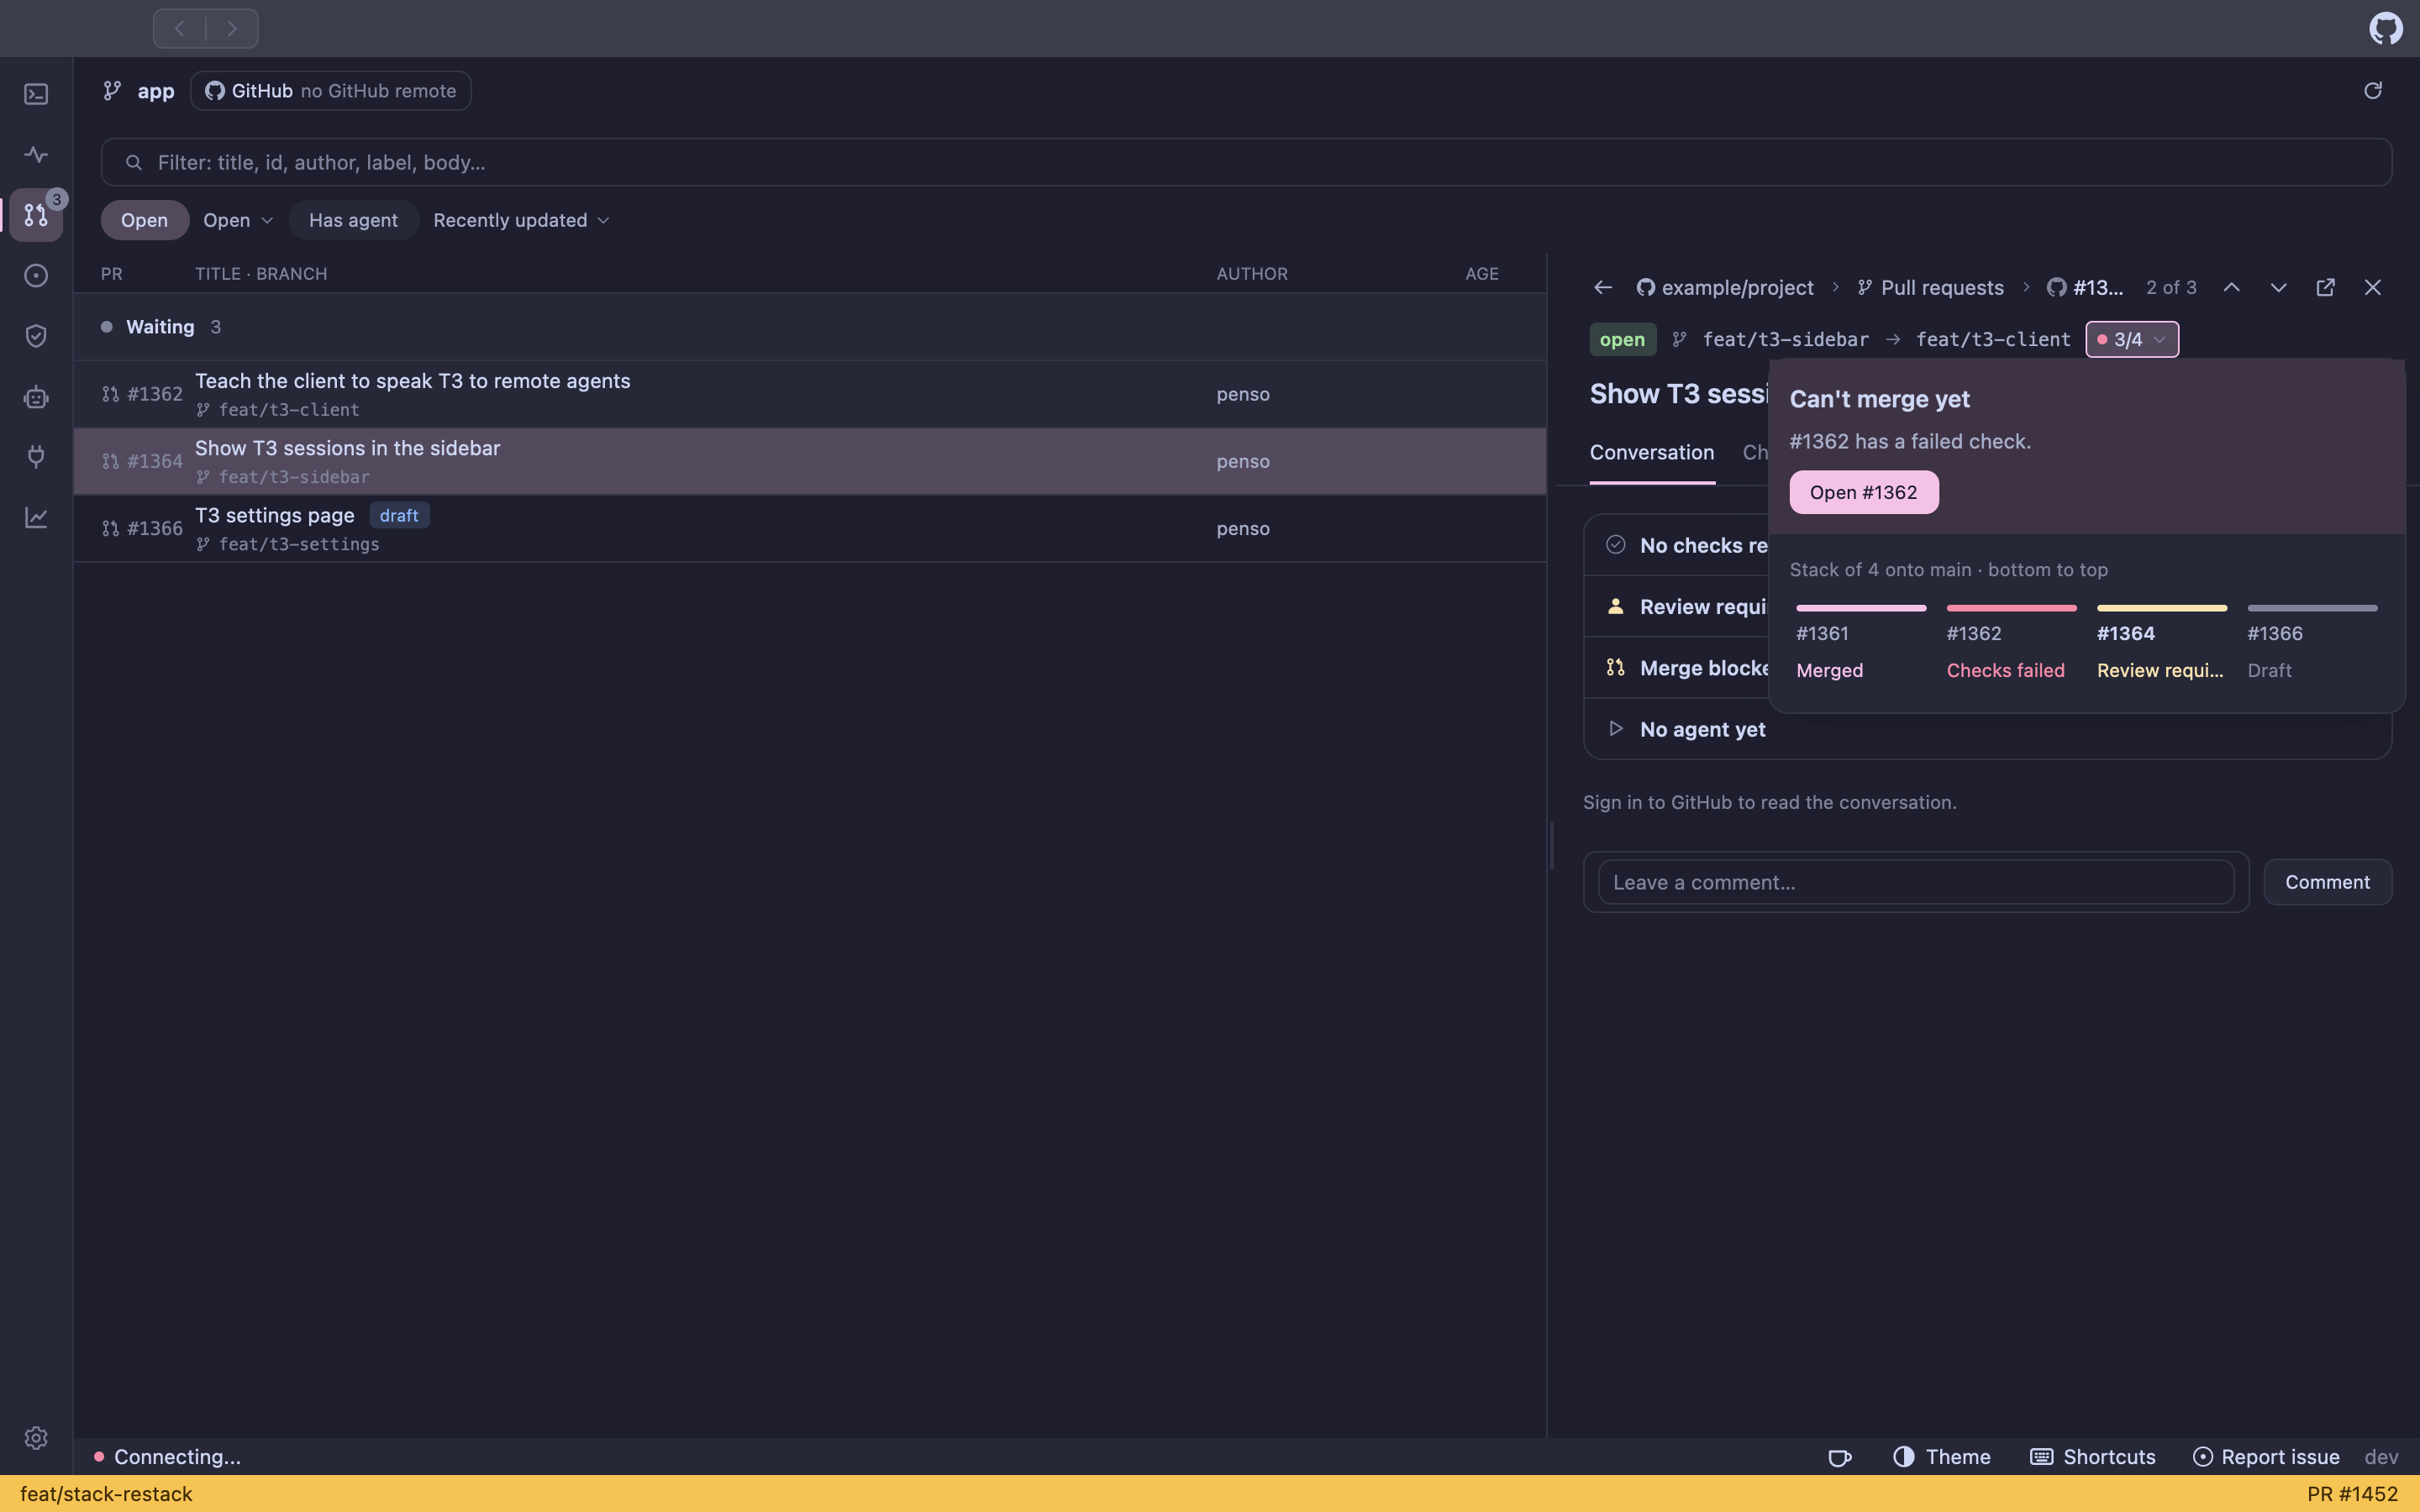 app GitHub no GitHub remote
Filter: title, id, author, label, body...
3
Open Open Has agent Recently updated
PR TITLE · BRANCH AUTHOR AGE
Waiting 3
#1362 Teach the client to speak T3 to remote agents penso
feat/t3-client
#1364 Show T3 sessions in the sidebar penso
feat/t3-sidebar
#1366 T3 settings page draft penso
feat/t3-settings
example/project Pull requests #13... 2 of 3
open feat/t3-sidebar → feat/t3-client 3/4
Show T3 sessi
Conversation Ch
Can't merge yet
#1362 has a failed check.
Open #1362
Stack of 4 onto main · bottom to top
#1361 #1362 #1364 #1366
Merged Checks failed Review requi... Draft
No checks re
Review requi
Merge blocke
No agent yet
Sign in to GitHub to read the conversation.
Leave a comment... Comment
Connecting... Theme Shortcuts Report issue dev
feat/stack-restack PR #1452